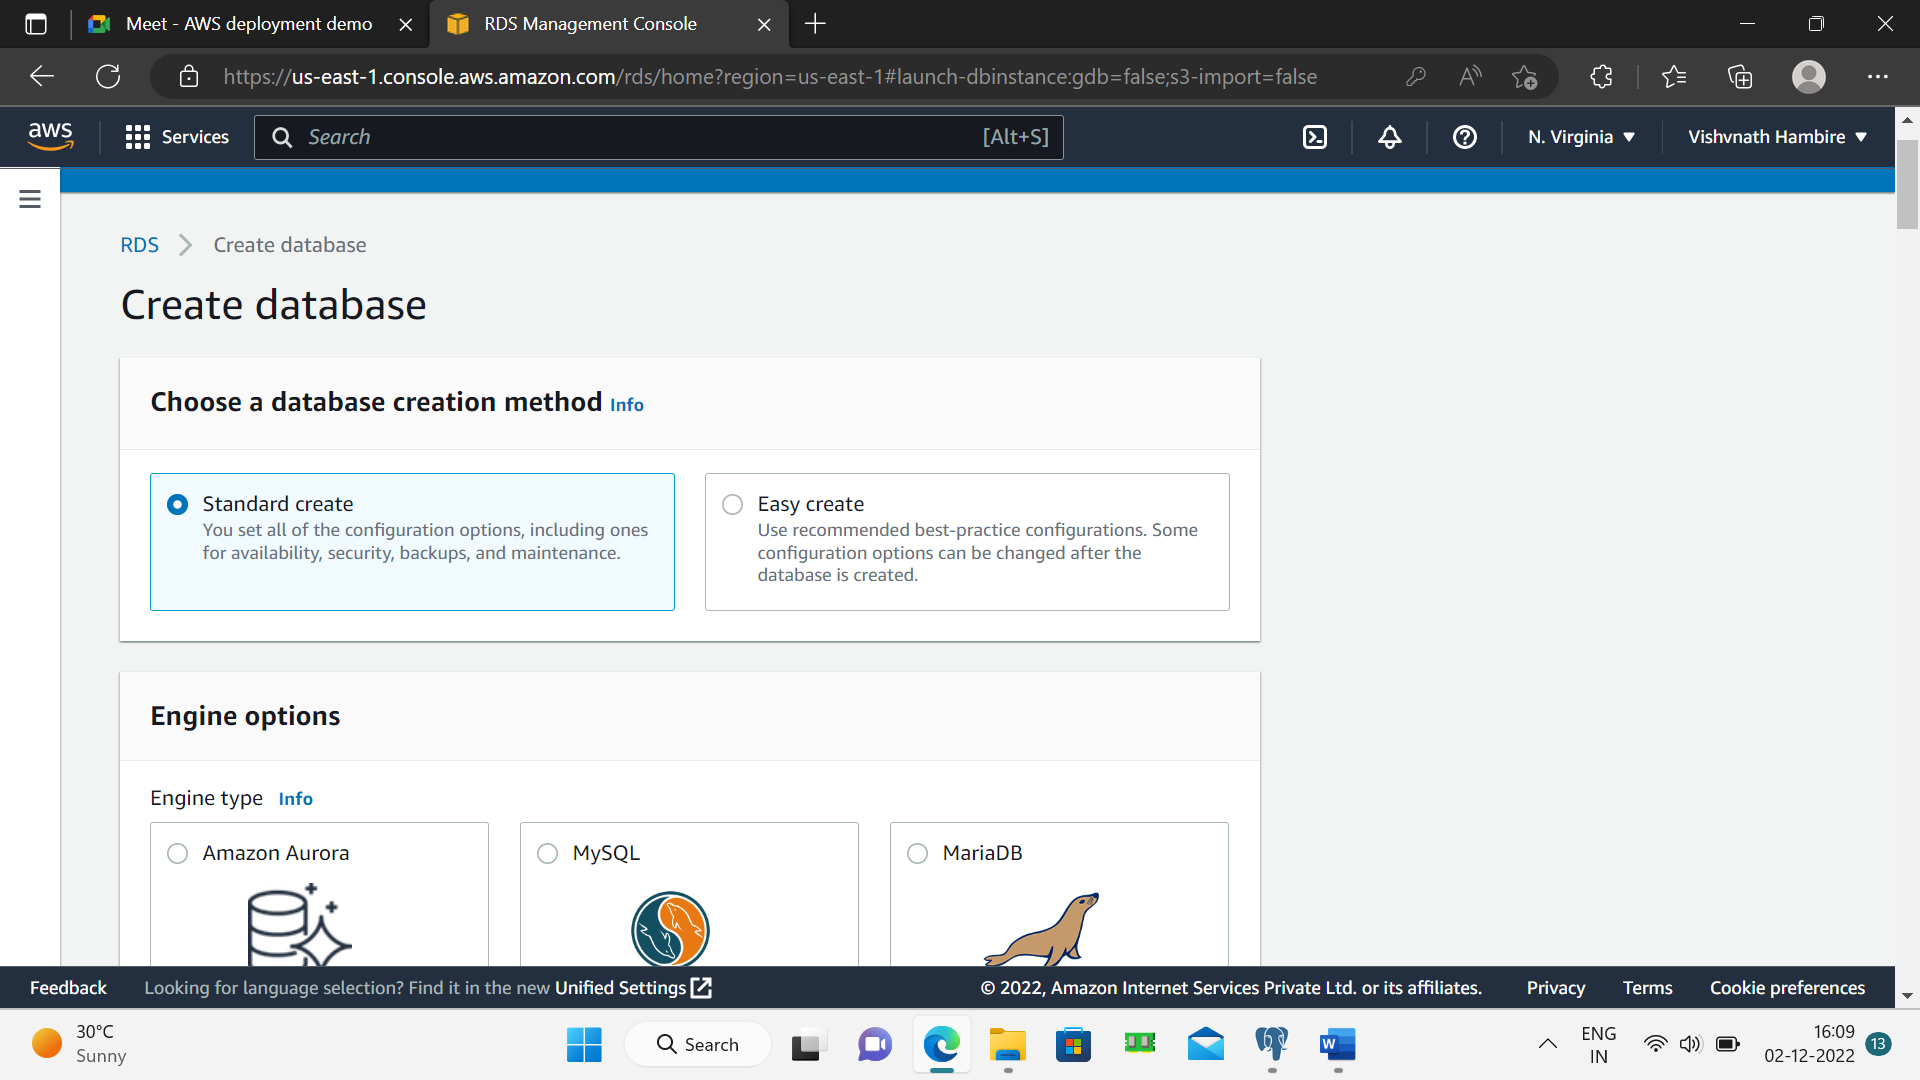 Meet - AWS deployment demo
RDS Management Console
https://us-east-1.console.aws.amazon.com/rds/home?region=us-east-1#launch-dbinstance:gdb=false;s3-import=false
aws
Services
Search
[Alt+S]
N. Virginia
Vishvnath Hambire
RDS
Create database
Create database
Choose a database creation method Info
Standard create
You set all of the configuration options, including ones
for availability, security, backups, and maintenance.
Easy create
Use recommended best-practice configurations. Some
configuration options can be changed after the
database is created.
Engine options
Engine type Info
Amazon Aurora
MySQL
MariaDB
Feedback
Looking for language selection? Find it in the new Unified Settings
© 2022, Amazon Internet Services Private Ltd. or its affiliates.
Privacy
Terms
Cookie preferences
30°C
Sunny
Search
W
ENG
IN
16:09
02-12-2022
13